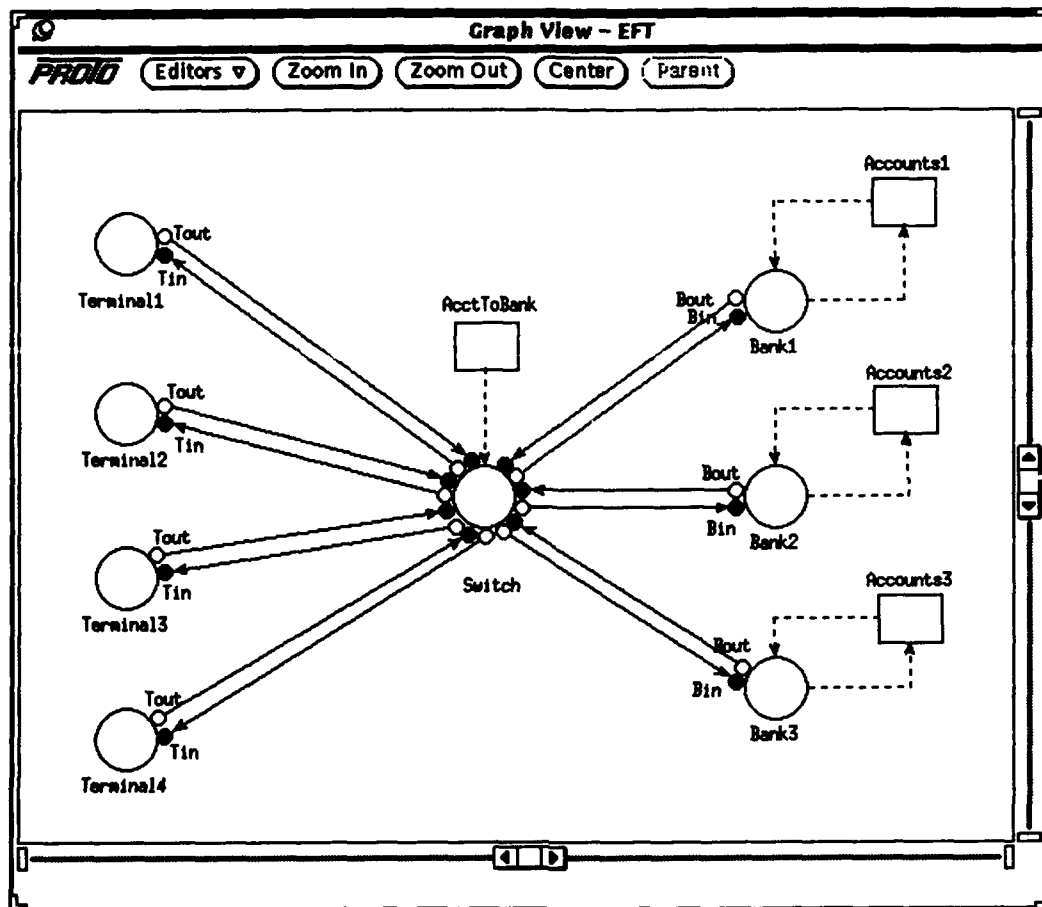 Graph View - EFT
PROTO Editors ▽ Zoom In Zoom Out Center Parent
Accounts1
Tout
Tin
Terminal1
AcctToBank
Bout
Bin
Bank1
Accounts2
Tout
Tin
Terminal2
Bout
Bin
Bank2
Tout
Tin
Terminal3
Switch
Accounts3
Bout
Bin
Bank3
Tout
Tin
Terminal4